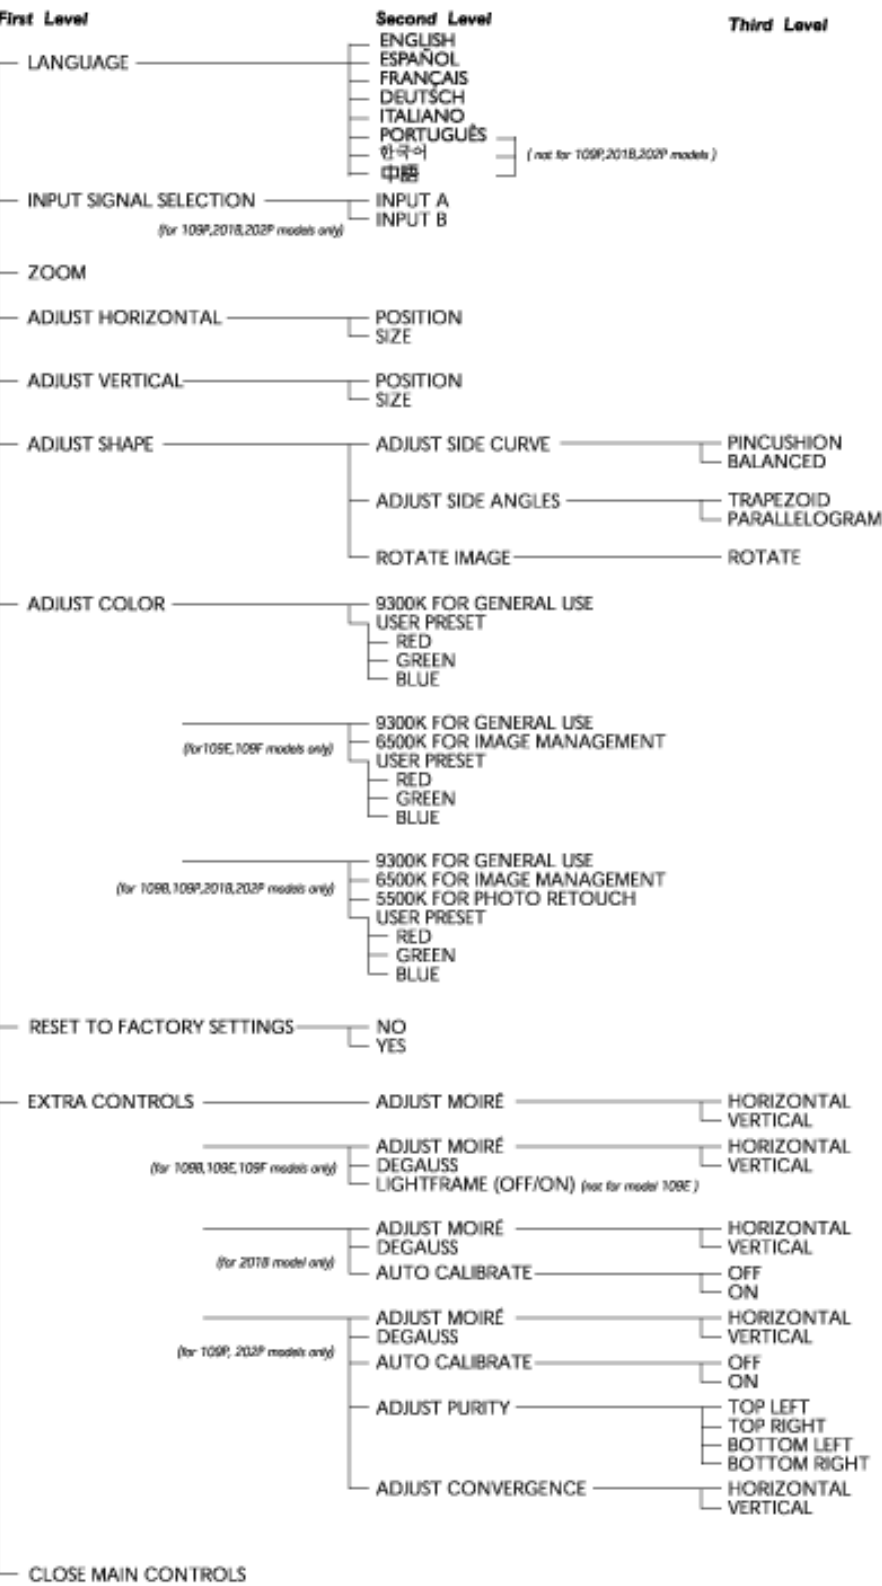 First Level Second Level Third Level
LANGUAGE
ENGLISH
ESPAÑOL
FRANÇAIS
DEUTSCH
ITALIANO
PORTUGUÊS
한국어 ( not for 109P,201B,202P models )
中語
INPUT SIGNAL SELECTION INPUT A
INPUT B
(for 109P,201B,202P models only)
ZOOM
ADJUST HORIZONTAL POSITION
SIZE
ADJUST VERTICAL POSITION
SIZE
ADJUST SHAPE ADJUST SIDE CURVE PINCUSHION
BALANCED
ADJUST SIDE ANGLES TRAPEZOID
PARALLELOGRAM
ROTATE IMAGE ROTATE
ADJUST COLOR 9300K FOR GENERAL USE
USER PRESET
RED
GREEN
BLUE
9300K FOR GENERAL USE
(for109E,109F models only) 6500K FOR IMAGE MANAGEMENT
USER PRESET
RED
GREEN
BLUE
9300K FOR GENERAL USE
(for 109B,109P,201B,202P models only) 6500K FOR IMAGE MANAGEMENT
5500K FOR PHOTO RETOUCH
USER PRESET
RED
GREEN
BLUE
RESET TO FACTORY SETTINGS NO
YES
EXTRA CONTROLS ADJUST MOIRÉ HORIZONTAL
VERTICAL
ADJUST MOIRÉ HORIZONTAL
(for 109B,109E,109F models only) DEGAUSS VERTICAL
LIGHTFRAME (OFF/ON) (not for model 109E )
ADJUST MOIRÉ HORIZONTAL
DEGAUSS VERTICAL
(for 201B model only)
AUTO CALIBRATE OFF
ON
ADJUST MOIRÉ HORIZONTAL
DEGAUSS VERTICAL
(for 109P, 202P models only)
AUTO CALIBRATE OFF
ON
ADJUST PURITY TOP LEFT
TOP RIGHT
BOTTOM LEFT
BOTTOM RIGHT
ADJUST CONVERGENCE HORIZONTAL
VERTICAL
CLOSE MAIN CONTROLS